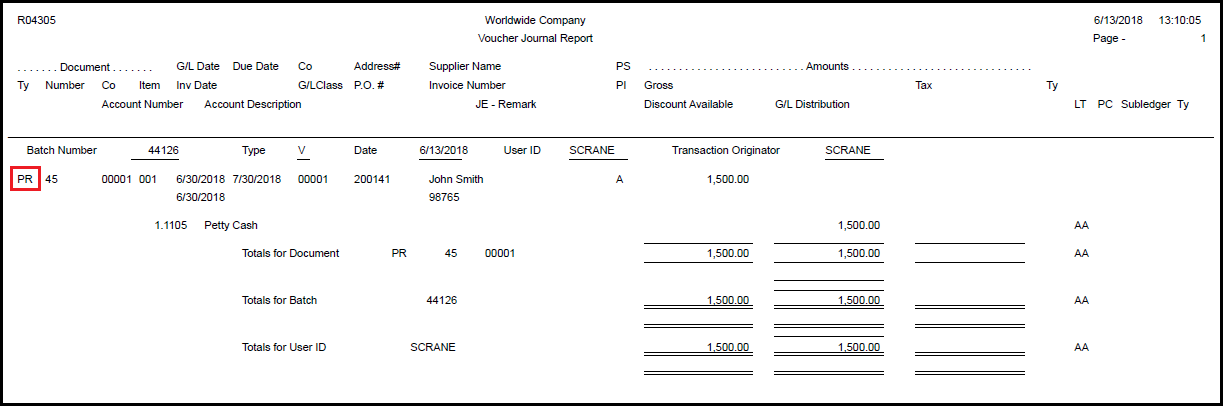 R04305 Worldwide Company 6/13/2018 13:10:05
Voucher Journal Report Page - 1
. . . . . . . Document . . . . . . . G/L Date Due Date Co Address# Supplier Name PS . . . . . . . . . . . . . . . . . . . . . . . . . . Amounts . . . . . . . . . . . . . . . . . . . . . . . . . . . . . .
Ty Number Co Item Inv Date G/LClass P.O. # Invoice Number PI Gross Tax Ty
Account Number Account Description JE - Remark Discount Available G/L Distribution LT PC Subledger Ty
Batch Number 44126 Type V Date 6/13/2018 User ID SCRANE Transaction Originator SCRANE
PR 45 00001 001 6/30/2018 7/30/2018 00001 200141 John Smith A 1,500.00
6/30/2018 98765
1.1105 Petty Cash 1,500.00 AA
Totals for Document PR 45 00001 1,500.00 1,500.00 AA
Totals for Batch 44126 1,500.00 1,500.00 AA
Totals for User ID SCRANE 1,500.00 1,500.00 AA